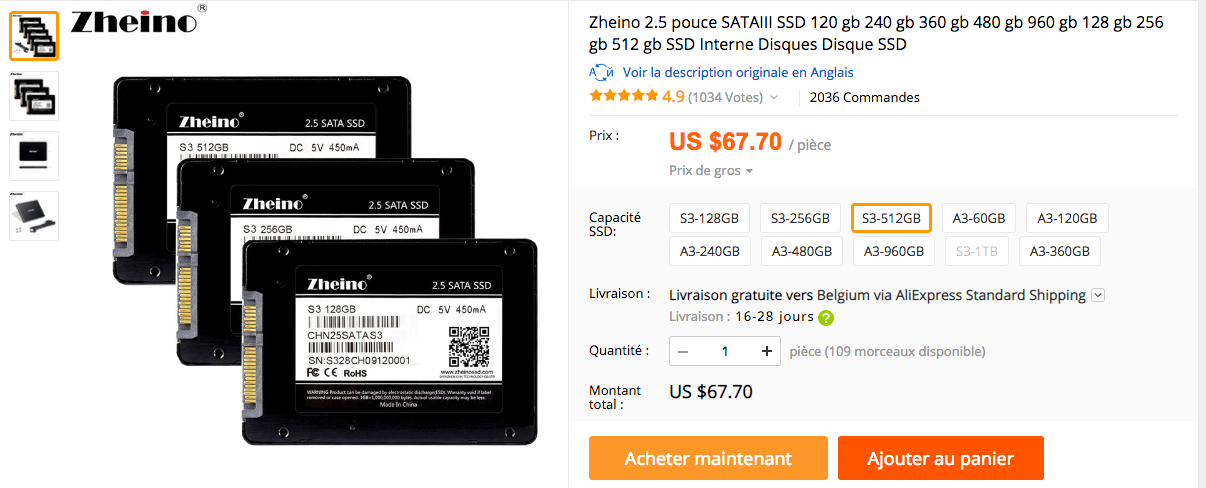 Zheino®
Zheino®
2.5 SATA SSD
S3 512GB
DC 5V 450mA
Zheino®
2.5 SATA SSD
S3 256GB
DC 5V 450mA
Zheino®
2.5 SATA SSD
S3 128GB
DC 5V 450mA
CHN25SATAS3
SN:S328CH09120001
FC CE RoHS
www.zheinossd.com
WARNING Product can be damaged by electrostatic discharge(ESD). Warranty void if label
removed or case opened. 1GB=1,000,000,000 bytes. Actual usable capacity may be less.
Made In China
Zheino 2.5 pouce SATAIII SSD 120 gb 240 gb 360 gb 480 gb 960 gb 128 gb 256
gb 512 gb SSD Interne Disques Disque SSD
Voir la description originale en Anglais
4.9 (1034 Votes)
2036 Commandes
Prix :
US $67.70 / pièce
Prix de gros
Capacité
SSD:
S3-128GB
S3-256GB
S3-512GB
A3-60GB
A3-120GB
A3-240GB
A3-480GB
A3-960GB
S3-1TB
A3-360GB
Livraison :
Livraison gratuite vers Belgium via AliExpress Standard Shipping
Livraison : 16-28 jours ?
Quantité :
– 1 + pièce (109 morceaux disponible)
Montant
total :
US $67.70
Acheter maintenant
Ajouter au panier